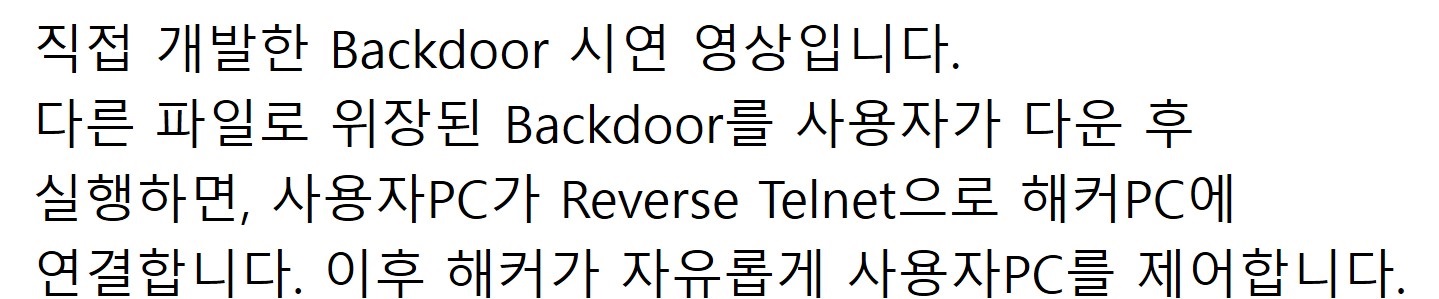 직접 개발한 Backdoor 시연 영상입니다.
다른 파일로 위장된 Backdoor를 사용자가 다운 후
실행하면, 사용자PC가 Reverse Telnet으로 해커PC에
연결합니다. 이후 해커가 자유롭게 사용자PC를 제어합니다.